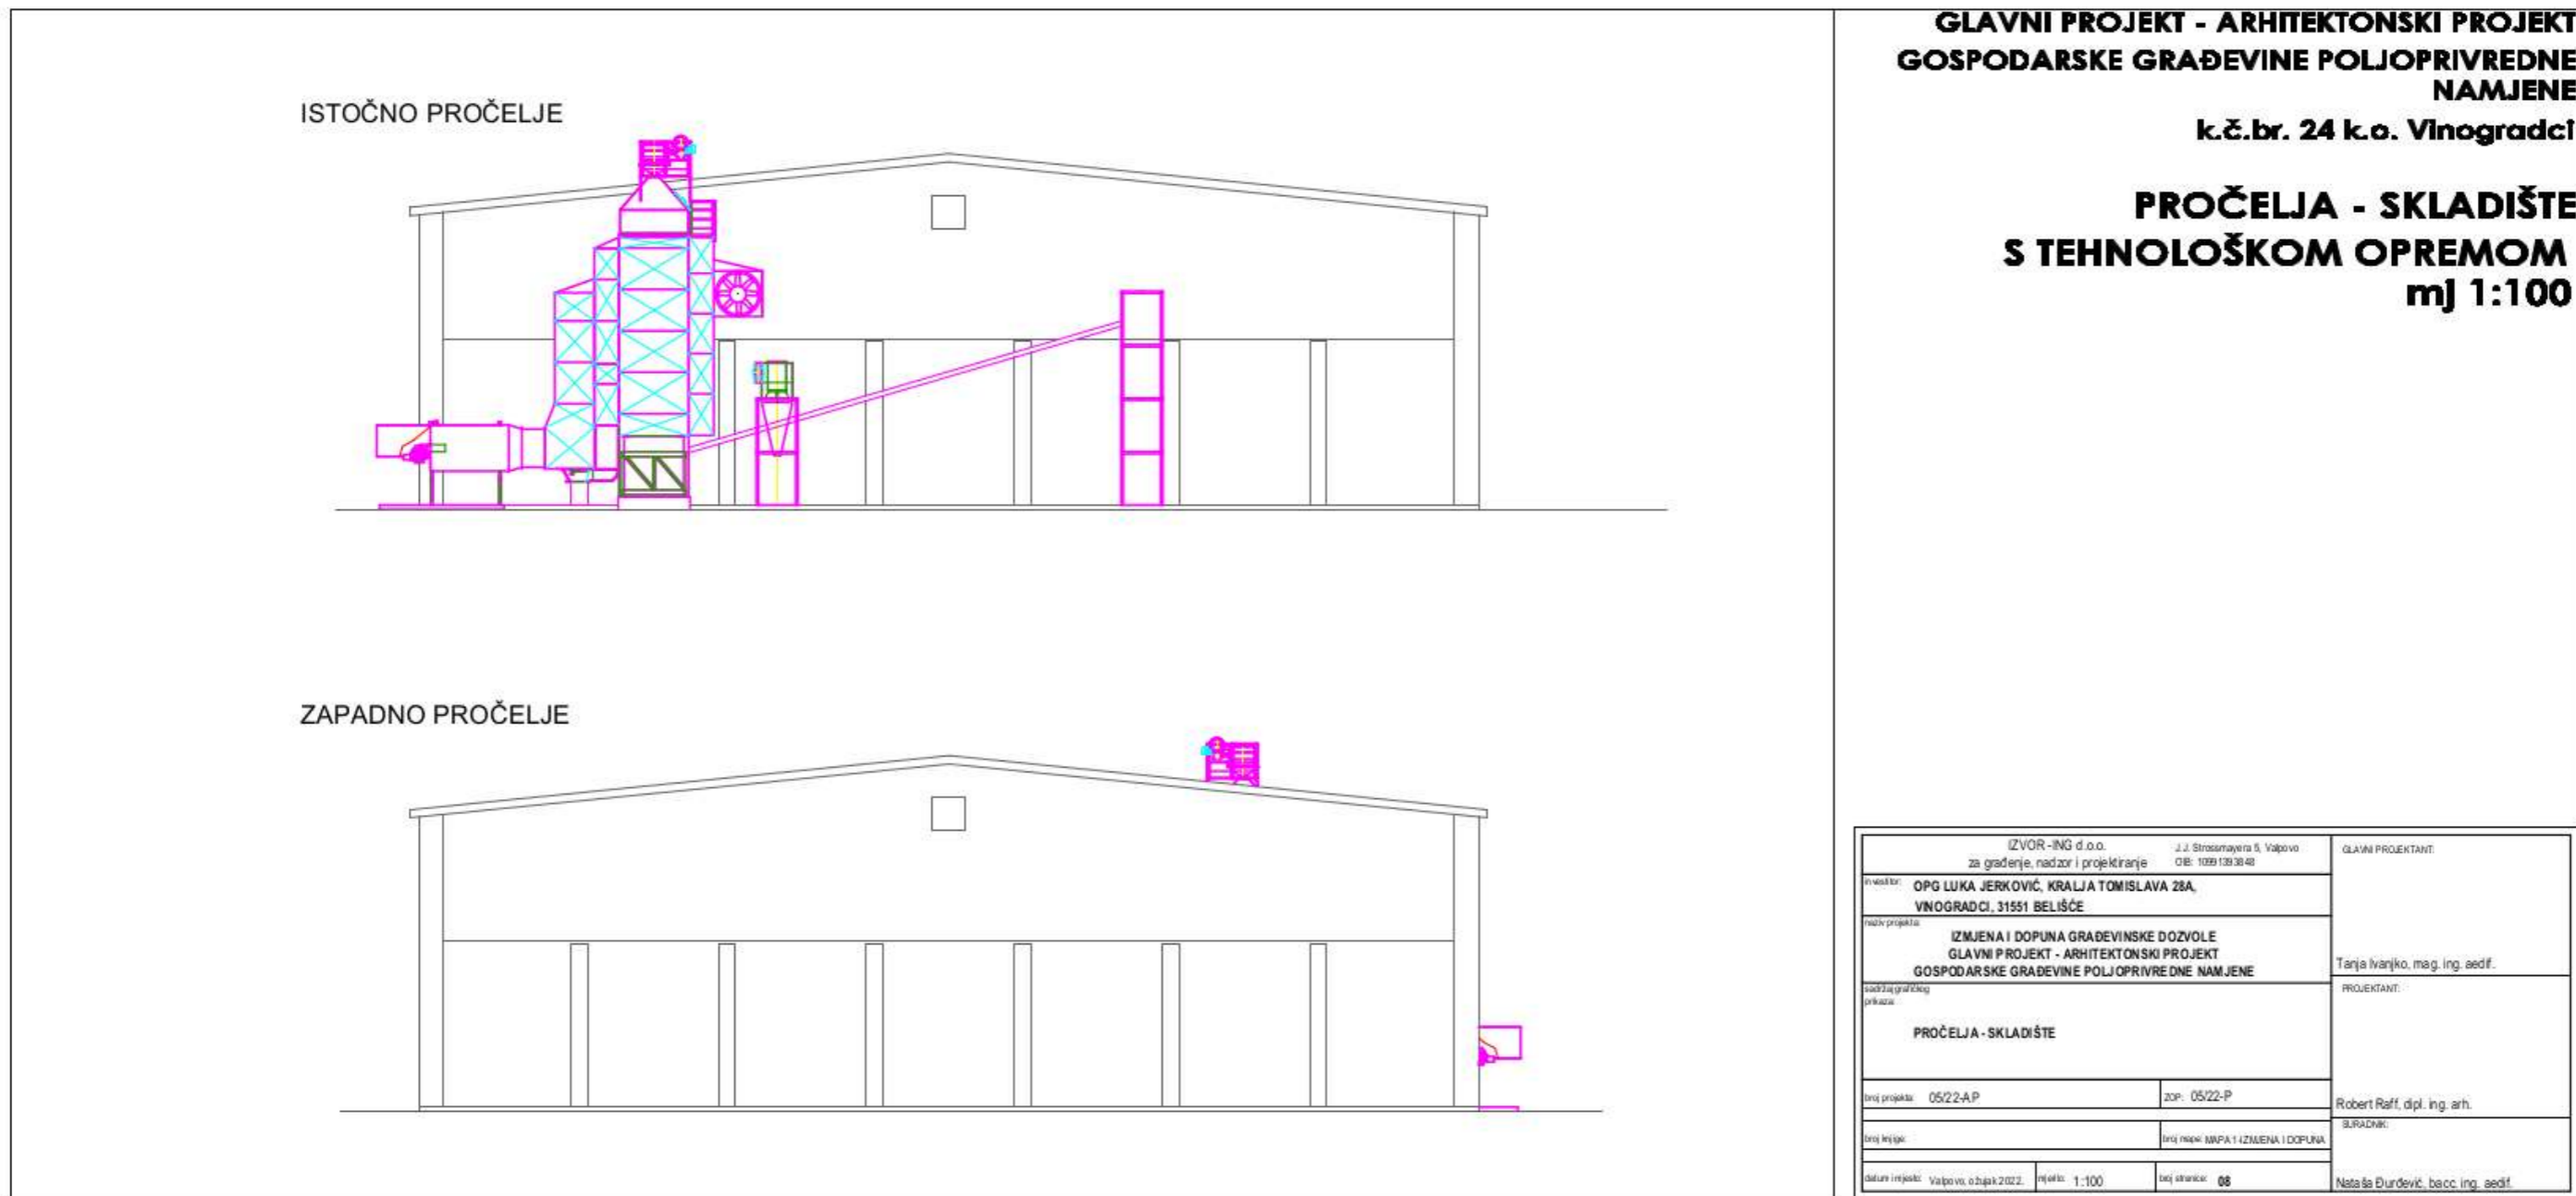 GLAVNI PROJEKT - ARHITEKTONSKI PROJEKT
GOSPODARSKE GRAĐEVINE POLJOPRIVREDNE
NAMJENE
k.č.br. 24 k.o. Vinogradci
PROČELJA - SKLADIŠTE
S TEHNOLOŠKOM OPREMOM
mj 1:100
ISTOČNO PROČELJE
ZAPADNO PROČELJE
IZVOR-ING d.o.o.
za građenje, nadzor i projektiranje
J.J. Strossmayera 5, Valpovo
OIB: 10991393848
investitor: OPG LUKA JERKOVIĆ, KRALJA TOMISLAVA 28A,
VINOGRADCI, 31551 BELIŠĆE
naziv projekta:
IZMJENA I DOPUNA GRAĐEVINSKE DOZVOLE
GLAVNI PROJEKT - ARHITEKTONSKI PROJEKT
GOSPODARSKE GRAĐEVINE POLJOPRIVREDNE NAMJENE
sadržaj grafičkog
prikaza:
PROČELJA - SKLADIŠTE
broj projekta: 05/22-AP
ZOP: 05/22-P
broj knjige:
broj mape: MAPA 1-IZMJENA I DOPUNA
datum i mjesto: Valpovo, ožujak 2022.
mjerilo: 1:100
broj stranice: 08
GLAVNI PROJEKTANT:
Tanja Ivanjko, mag. ing. aedif.
PROJEKTANT:
Robert Raff, dipl. ing. arh.
SURADNIK:
Nataša Đurđević, bacc. ing. aedif.